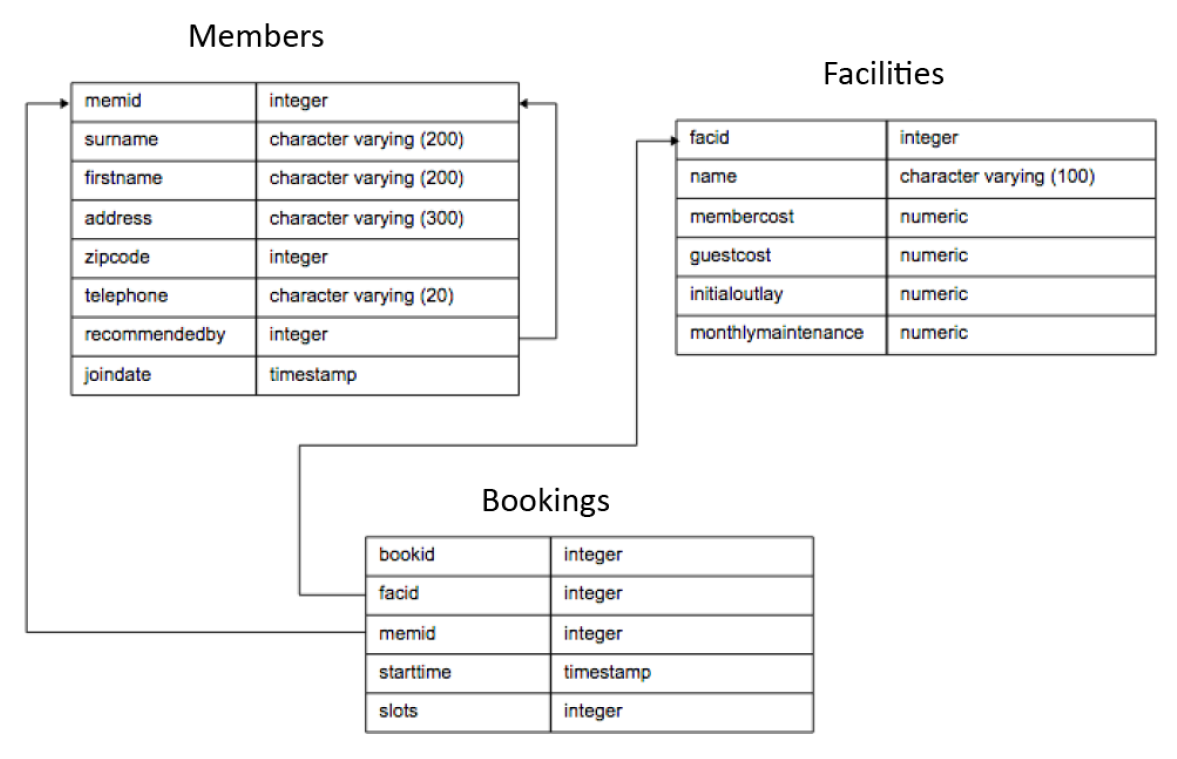 Members
memid integer
surname character varying (200)
firstname character varying (200)
address character varying (300)
zipcode integer
telephone character varying (20)
recommendedby integer
joindate timestamp
Facilities
facid integer
name character varying (100)
membercost numeric
guestcost numeric
initialoutlay numeric
monthlymaintenance numeric
Bookings
bookid integer
facid integer
memid integer
starttime timestamp
slots integer